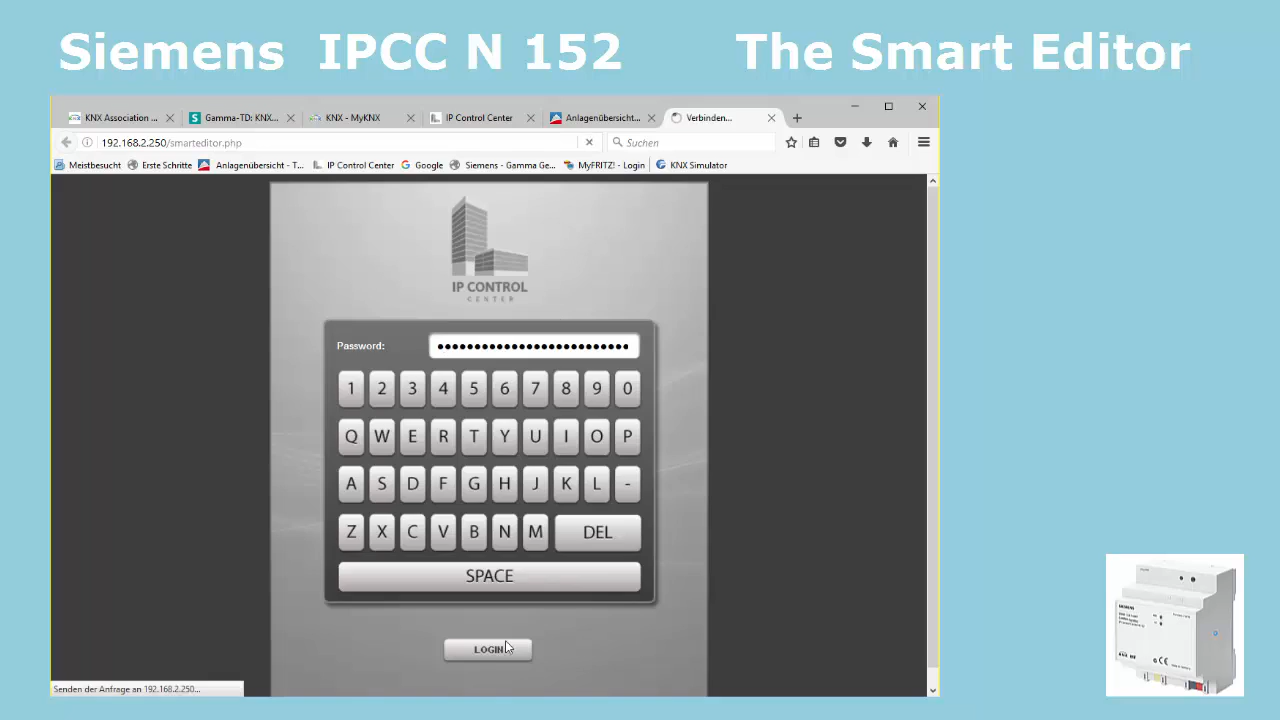 Siemens IPCC N 152 The Smart Editor
KNX Association ... Gamma-TD: KNX... KNX - MyKNX IP Control Center Anlagenübersicht... Verbinden...
192.168.2.250/smarteditor.php Suchen
Meistbesucht Erste Schritte Anlagenübersicht - T... IP Control Center Google Siemens - Gamma Ge... MyFRITZ! - Login KNX Simulator
IP CONTROL
CENTER
Password: ••••••••••••••••••••••••••
1 2 3 4 5 6 7 8 9 0
Q W E R T Y U I O P
A S D F G H J K L -
Z X C V B N M DEL
SPACE
LOGIN
Senden der Anfrage an 192.168.2.250...
SIEMENS